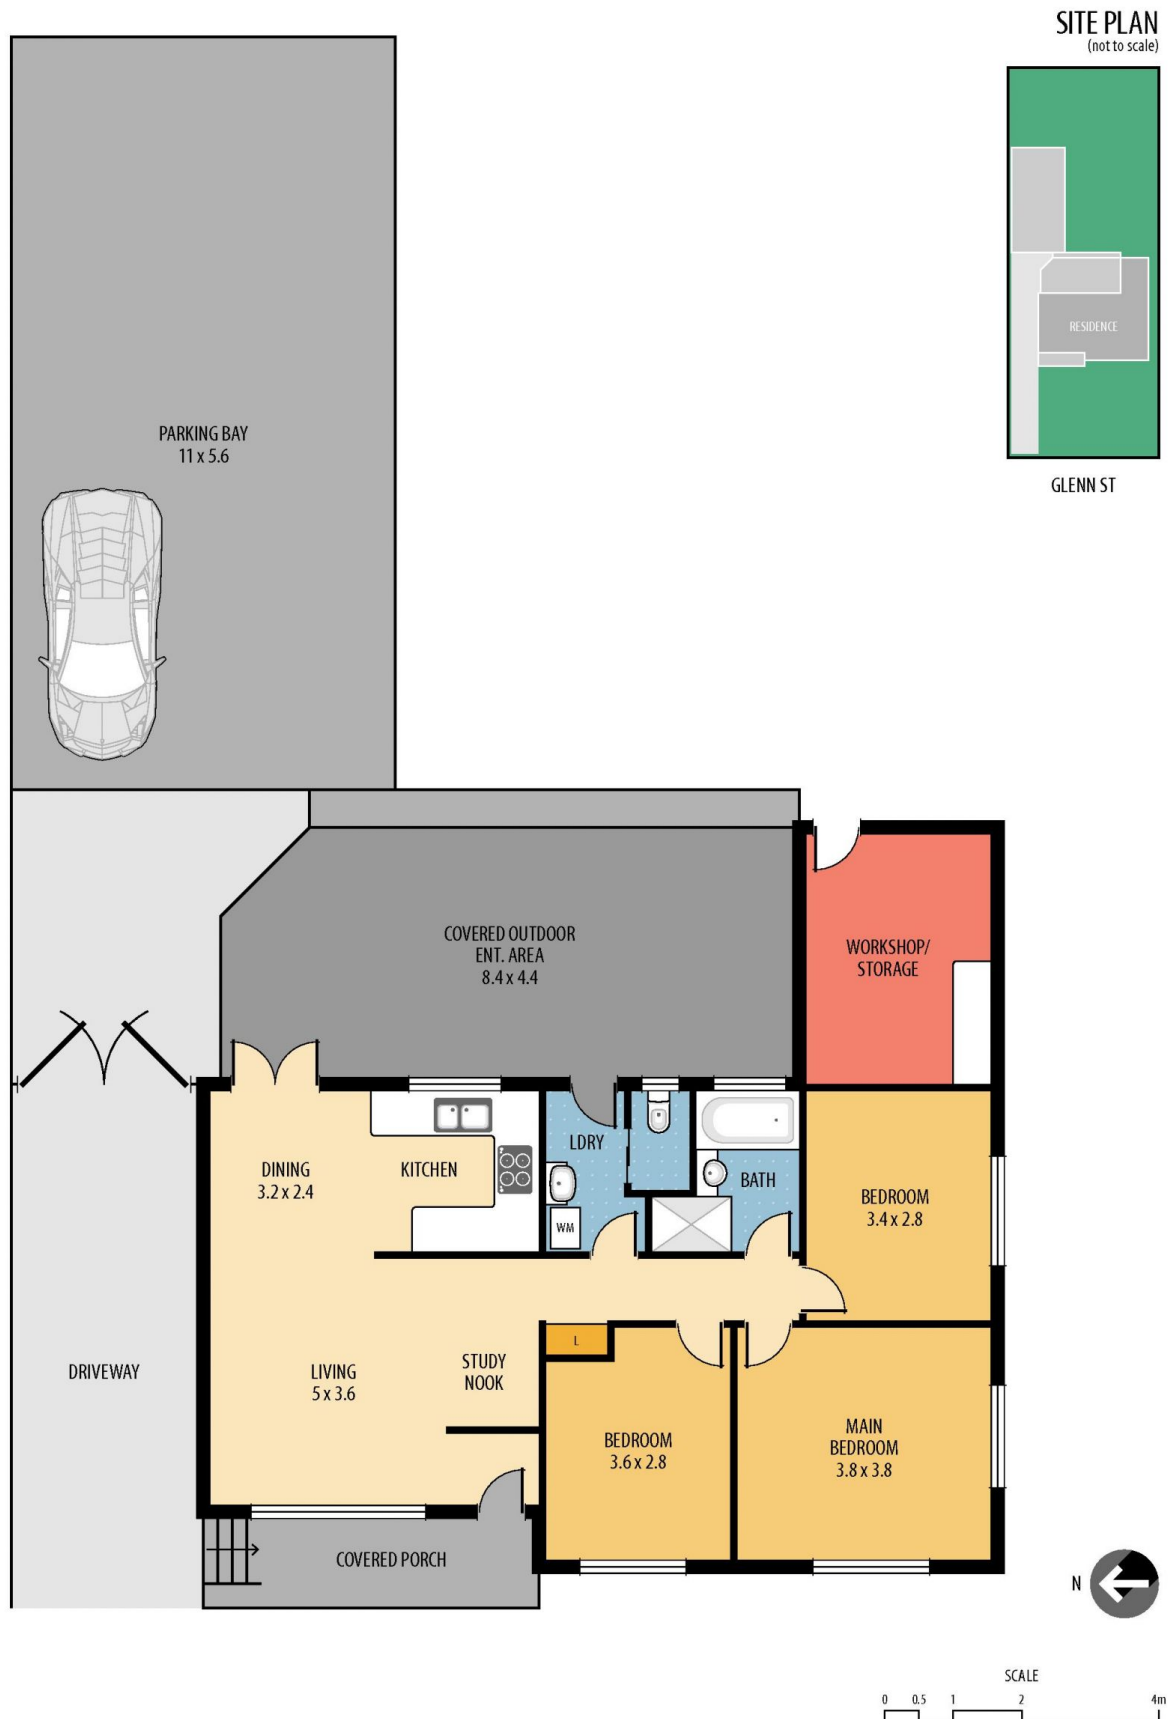 SITE PLAN
(not to scale)
RESIDENCE
GLENN ST
PARKING BAY
11 x 5.6
COVERED OUTDOOR
ENT. AREA
8.4 x 4.4
WORKSHOP/
STORAGE
DINING
3.2 x 2.4
KITCHEN
LDRY
WM
BATH
BEDROOM
3.4 x 2.8
DRIVEWAY
LIVING
5 x 3.6
STUDY
NOOK
L
BEDROOM
3.6 x 2.8
MAIN
BEDROOM
3.8 x 3.8
COVERED PORCH
N
SCALE
0 0.5 1 2 4m